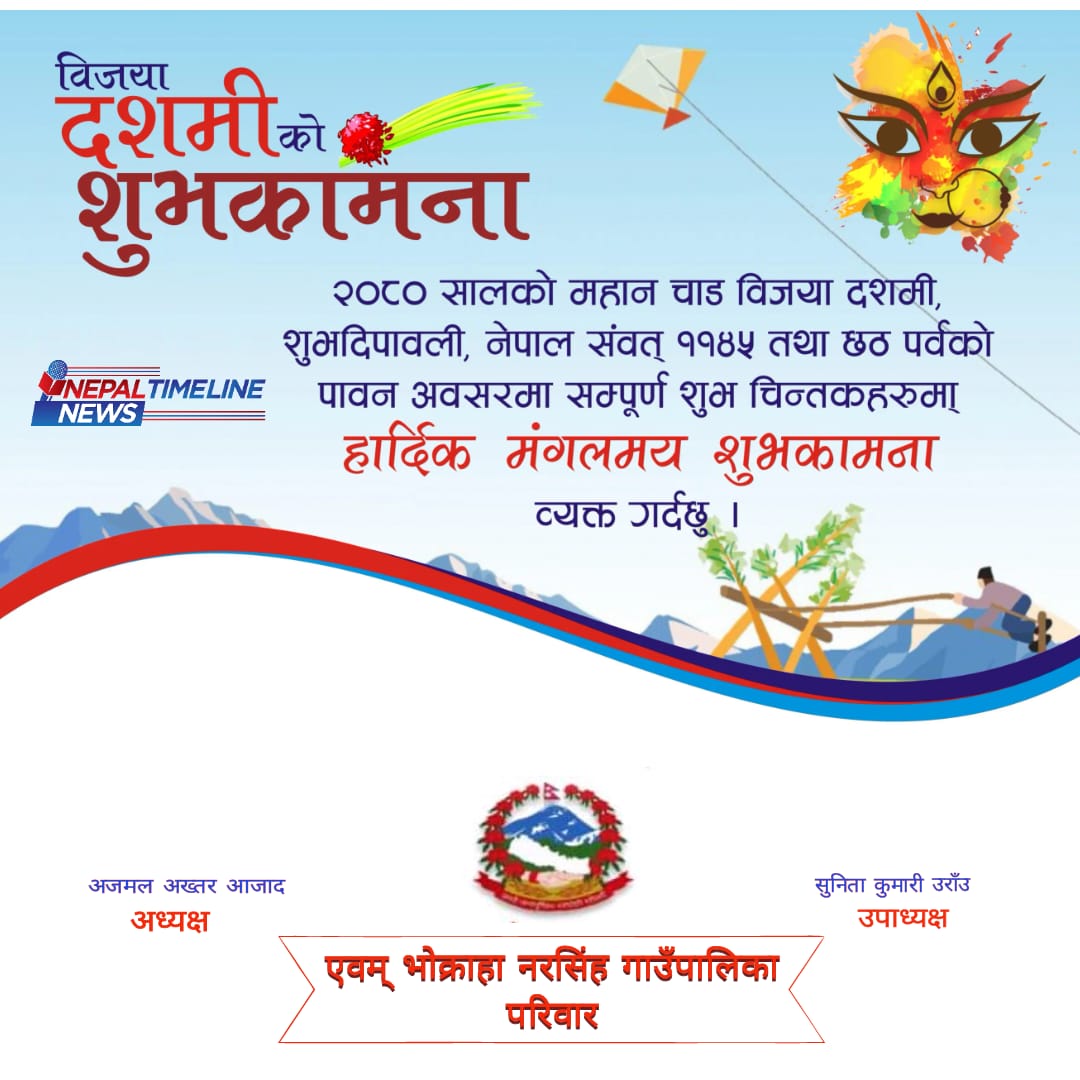 विजया
दशमीको
शुभकामना
२०८० सालको महान चाड विजया दशमी,
शुभदिपावली, नेपाल संवत् ११४५ तथा छठ पर्वको
पावन अवसरमा सम्पूर्ण शुभ चिन्तकहरुमा्
हार्दिक मंगलमय शुभकामना
व्यक्त गर्दछु ।
NEPAL TIMELINE
NEWS
अजमल अख्तर आजाद
अध्यक्ष
सुनिता कुमारी उराँउ
उपाध्यक्ष
एवम् भोक्राहा नरसिंह गाउँपालिका
परिवार